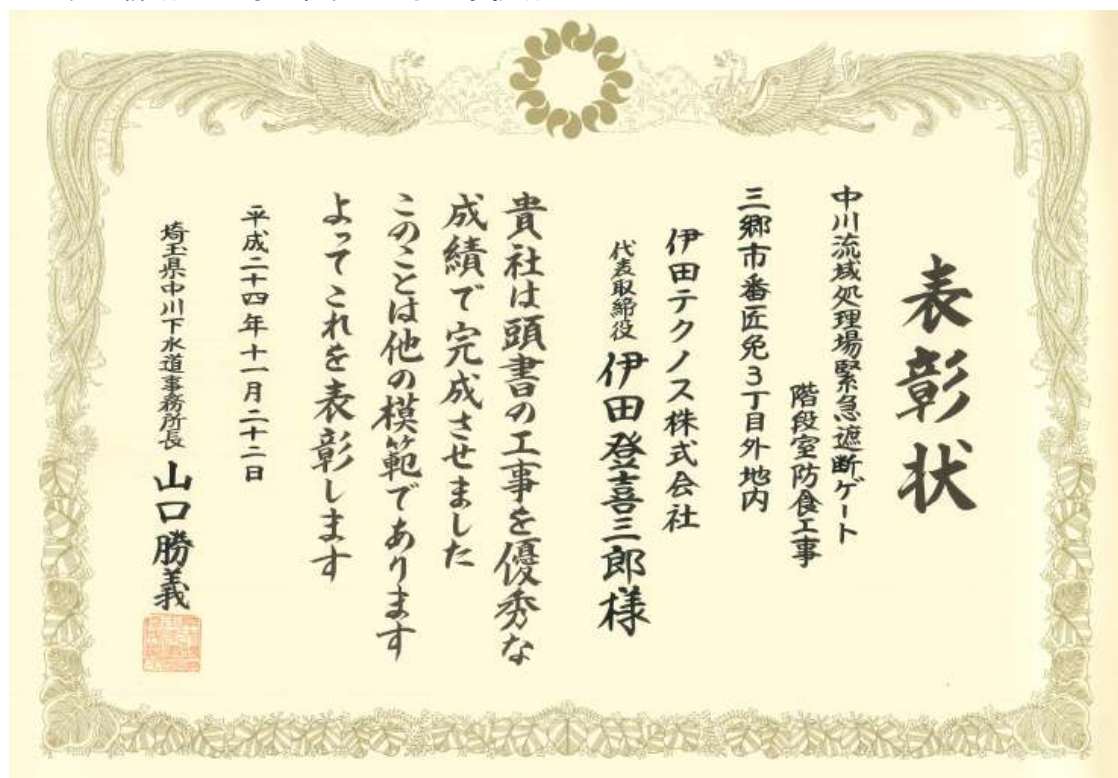 表彰状
中川流域処理場緊急遮断ゲート
階段室防食工事
三郷市番匠免3丁目外地内
伊田テクノス株式会社
代表取締役 伊田登喜三郎様
貴社は頭書の工事を優秀な
成績で完成させました
このことは他の模範であります
よってこれを表彰します
平成二十四年十一月二十二日
埼玉県中川下水道事務所長 山口勝義